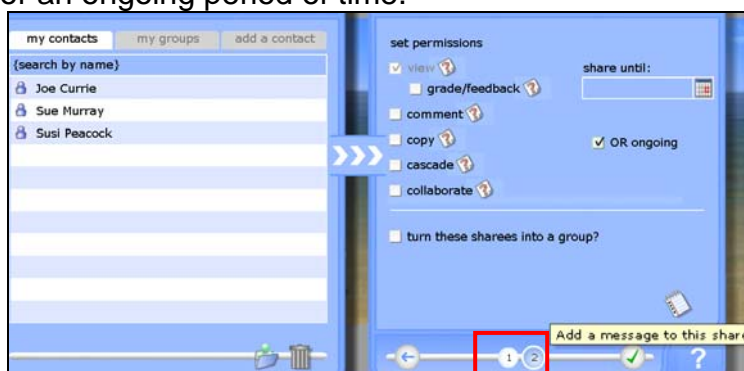 or an ongoing period of time.
my contacts my groups add a contact
{search by name}
Joe Currie
Sue Murray
Susi Peacock
set permissions
view
grade/feedback
comment
copy
cascade
collaborate
share until:
OR ongoing
turn these sharees into a group?
Add a message to this share
1 2